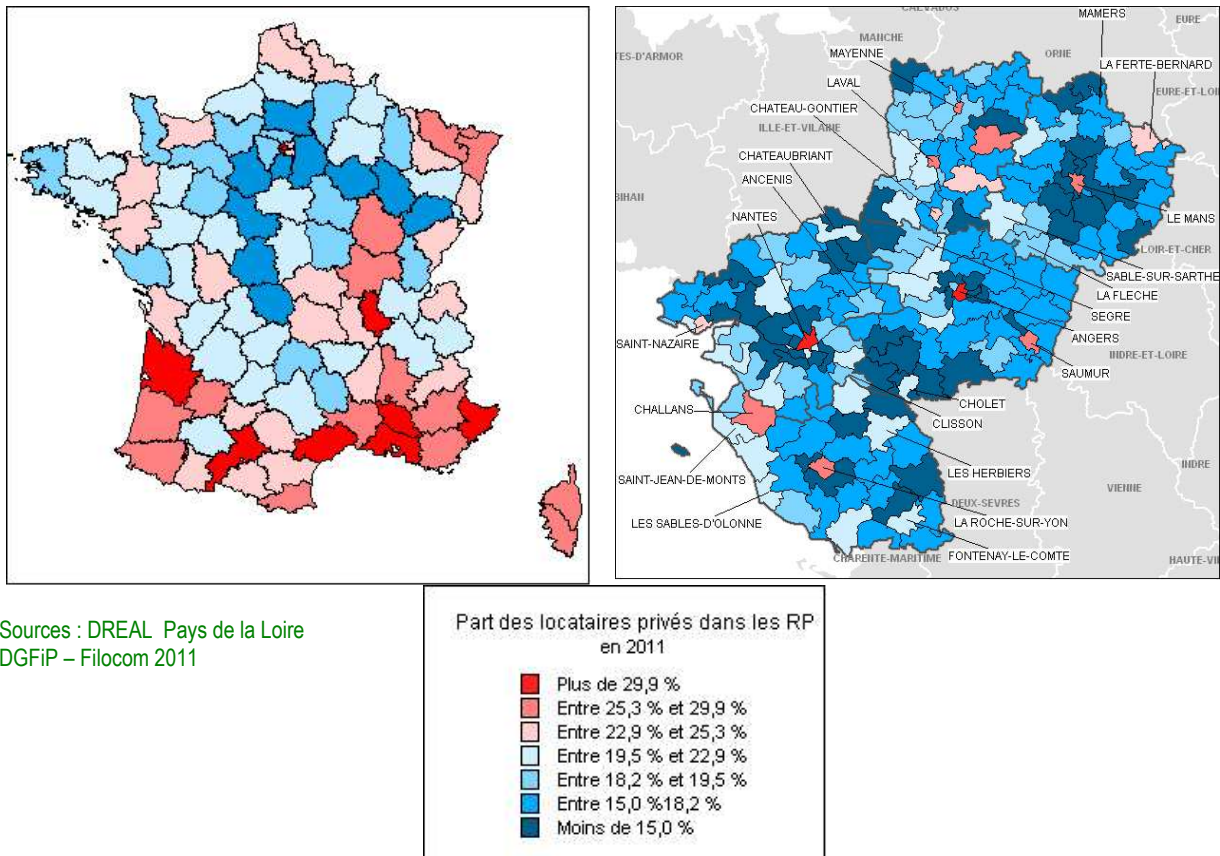 CALVADOS
MAMERS
EURE
MANCHE
TES-D'ARMOR
MAYENNE
ORNE
LA FERTE-BERNARD
LAVAL
EURE-ET-LOI
CHATEAU-GONTIER
ILLE-ET-VILAINE
CHATEAUBRIANT
ANCENIS
BIHAN
NANTES
LE MANS
LOIR-ET-CHER
SABLE-SUR-SARTHE
LA FLECHE
SEGRE
ANGERS
SAINT-NAZAIRE
INDRE-ET-LOIRE
SAUMUR
CHALLANS
CHOLET
CLISSON
LES HERBIERS
INDRE
SAINT-JEAN-DE-MONTS
VIENNE
DEUX-SEVRES
LES SABLES-D'OLONNE
LA ROCHE-SUR-YON
FONTENAY-LE-COMTE
CHARENTE-MARITIME
HAUTE-VI
Sources : DREAL Pays de la Loire
DGFiP – Filocom 2011
Part des locataires privés dans les RP
en 2011
Plus de 29,9 %
Entre 25,3 % et 29,9 %
Entre 22,9 % et 25,3 %
Entre 19,5 % et 22,9 %
Entre 18,2 % et 19,5 %
Entre 15,0 %18,2 %
Moins de 15,0 %